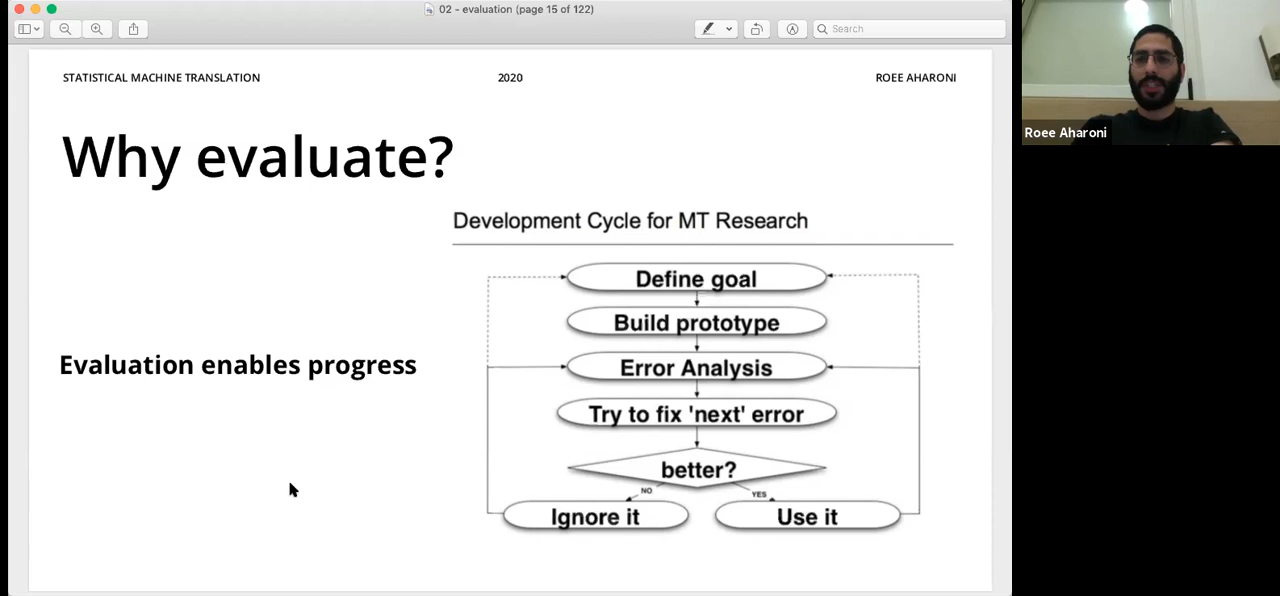 02 - evaluation (page 15 of 122)
Search
STATISTICAL MACHINE TRANSLATION 2020 ROEE AHARONI
Roee Aharoni
Why evaluate?
Development Cycle for MT Research
Define goal
Build prototype
Evaluation enables progress
Error Analysis
Try to fix 'next' error
better?
NO YES
Ignore it Use it